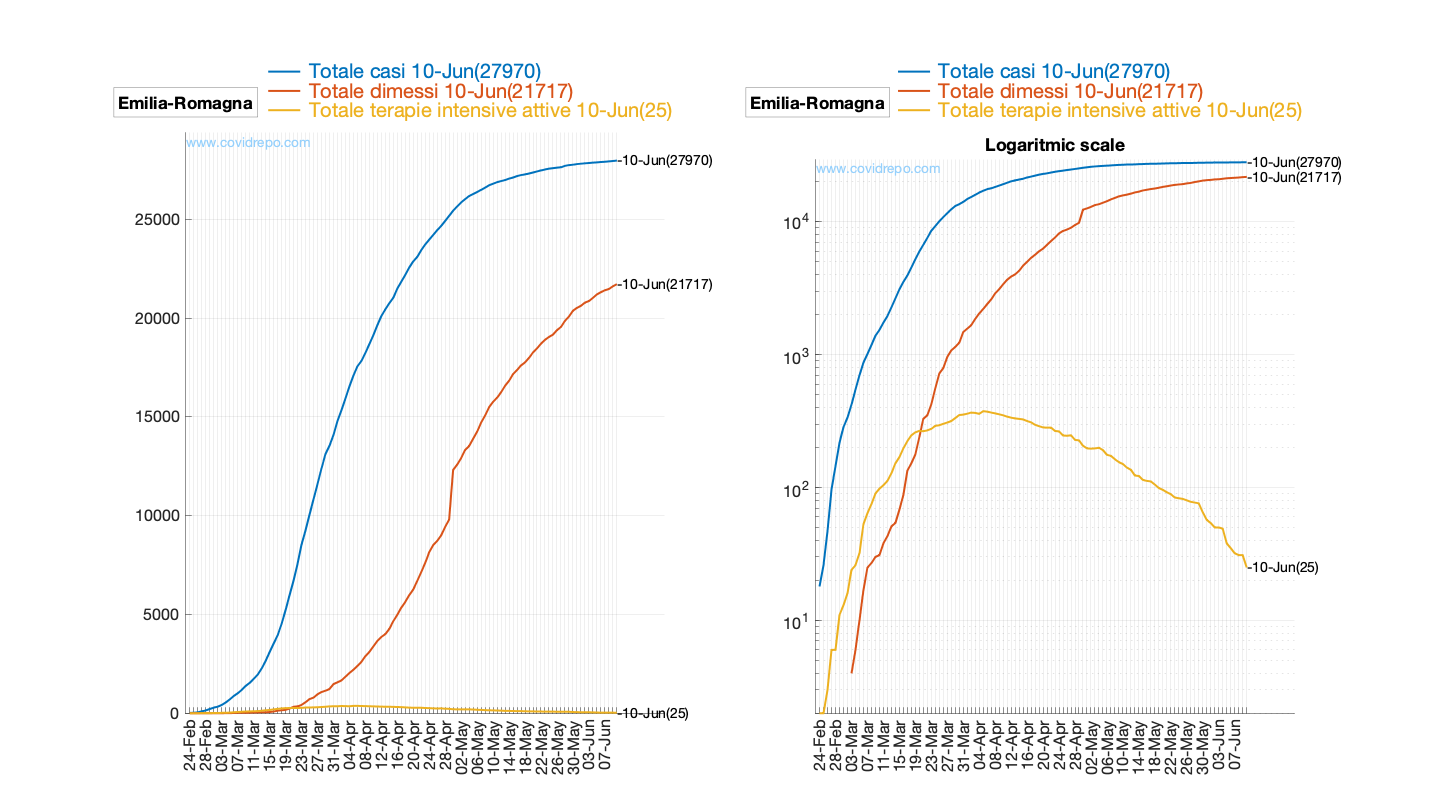 Totale casi 10-Jun(27970)
Totale dimessi 10-Jun(21717)
Totale terapie intensive attive 10-Jun(25)
Emilia-Romagna
www.covidrepo.com
-10-Jun(27970)
-10-Jun(21717)
-10-Jun(25)
25000
20000
15000
10000
5000
0
24-Feb
28-Feb
03-Mar
07-Mar
11-Mar
15-Mar
19-Mar
23-Mar
27-Mar
31-Mar
04-Apr
08-Apr
12-Apr
16-Apr
20-Apr
24-Apr
28-Apr
02-May
06-May
10-May
14-May
18-May
22-May
26-May
30-May
03-Jun
07-Jun
Totale casi 10-Jun(27970)
Totale dimessi 10-Jun(21717)
Totale terapie intensive attive 10-Jun(25)
Emilia-Romagna
Logaritmic scale
www.covidrepo.com
-10-Jun(27970)
-10-Jun(21717)
-10-Jun(25)
10^4
10^3
10^2
10^1
24-Feb
28-Feb
03-Mar
07-Mar
11-Mar
15-Mar
19-Mar
23-Mar
27-Mar
31-Mar
04-Apr
08-Apr
12-Apr
16-Apr
20-Apr
24-Apr
28-Apr
02-May
06-May
10-May
14-May
18-May
22-May
26-May
30-May
03-Jun
07-Jun